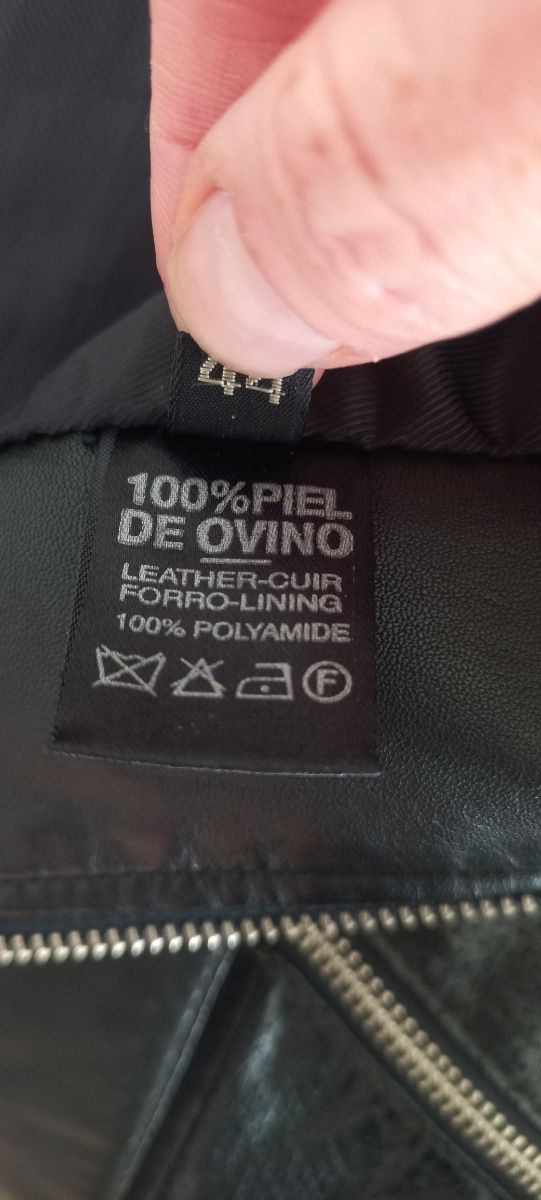 44
100%PIEL
DE OVINO
LEATHER-CUIR
FORRO-LINING
100% POLYAMIDE
F